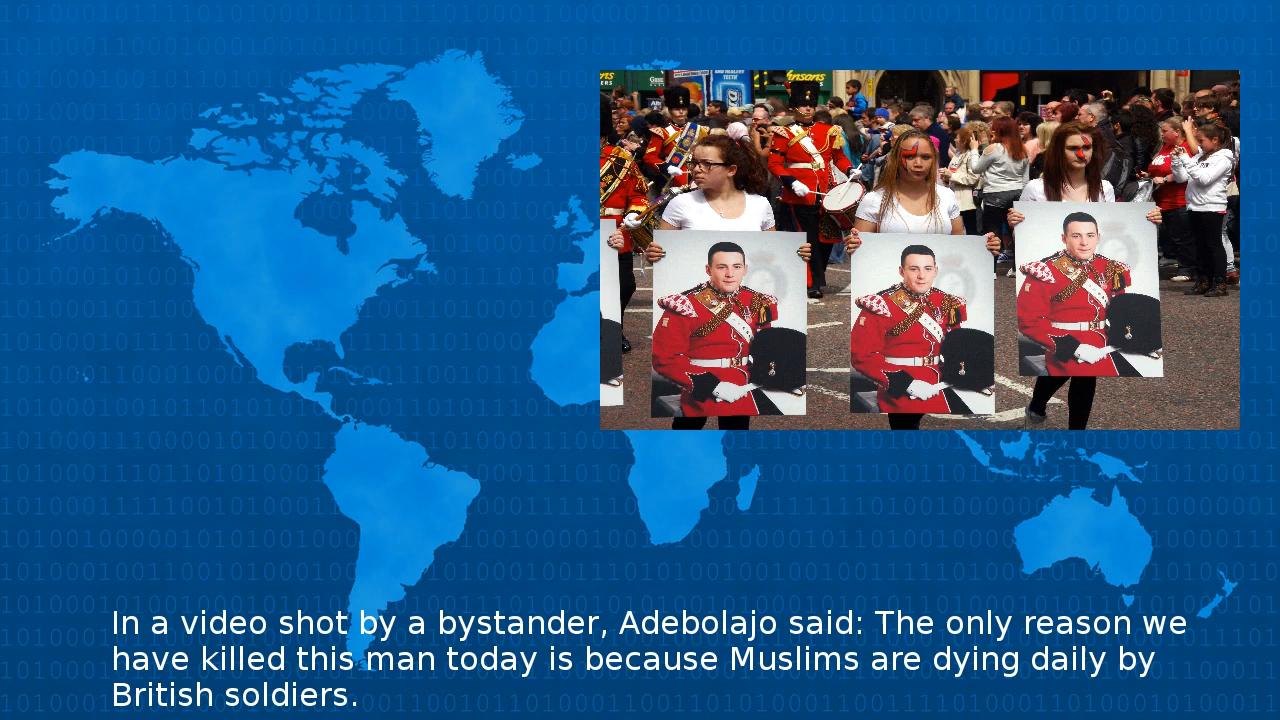 nsons
In a video shot by a bystander, Adebolajo said: The only reason we
have killed this man today is because Muslims are dying daily by
British soldiers.